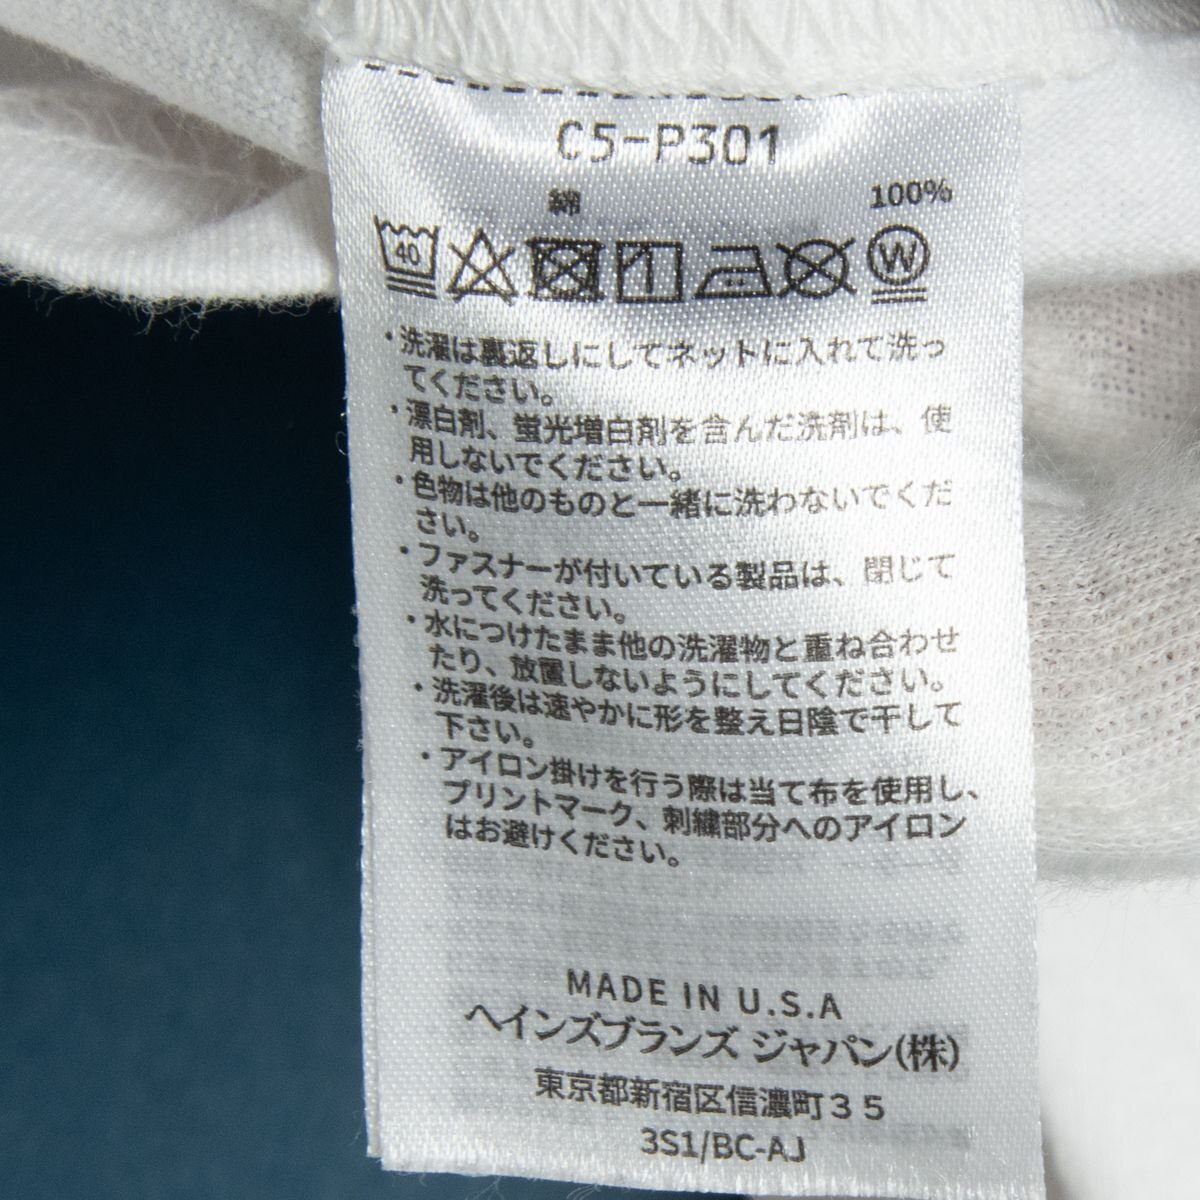 C5-P301
綿 100%
40
1
W
・洗濯は裏返しにしてネットに入れて洗っ
てください。
・漂白剤、蛍光増白剤を含んだ洗剤は、使
用しないでください。
・色物は他のものと一緒に洗わないでくだ
さい。
・ファスナーが付いている製品は、閉じて
洗ってください。
・水につけたまま他の洗濯物と重ね合わせ
たり、放置しないようにしてください。
・洗濯後は速やかに形を整え日陰で干して
下さい。
・アイロン掛けを行う際は当て布を使用し、
プリントマーク、刺繍部分へのアイロン
はお避けください。
MADE IN U.S.A
ヘインズブランズ ジャパン(株)
東京都新宿区信濃町35
3S1/BC-AJ